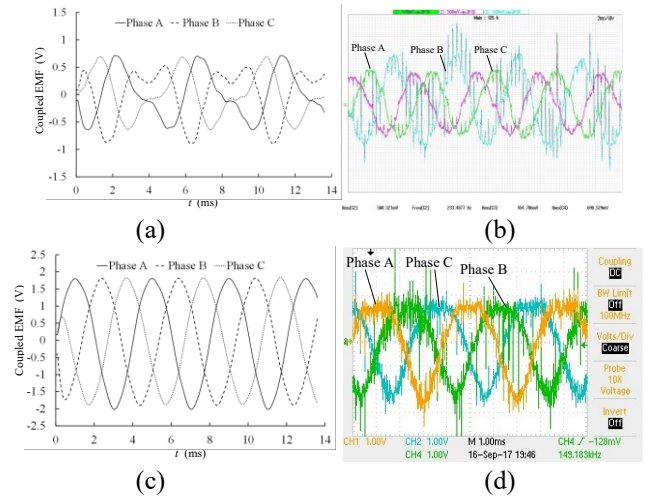 Phase A Phase B Phase C
Coupled EMF (V)
1.5
1
0.5
0
-0.5
-1
-1.5
0 2 4 6 8 10 12 14
t (ms)
(a)
Phase A
Phase B
Phase C
(b)
Phase A Phase B Phase C
Coupled EMF (V)
2.5
2
1.5
1
0.5
0
-0.5
-1
-1.5
-2
-2.5
0 2 4 6 8 10 12 14
t (ms)
(c)
Phase A
Phase C
Phase B
Coupling
DC
BW Limit
Off
100MHz
Volts/Div
Coarse
Probe
10X
Voltage
Invert
Off
CH1 1.00V CH2 1.00V M 1.00ms CH4 -128mV
CH4 1.00V 16-Sep-17 19:46 149.183kHz
(d)